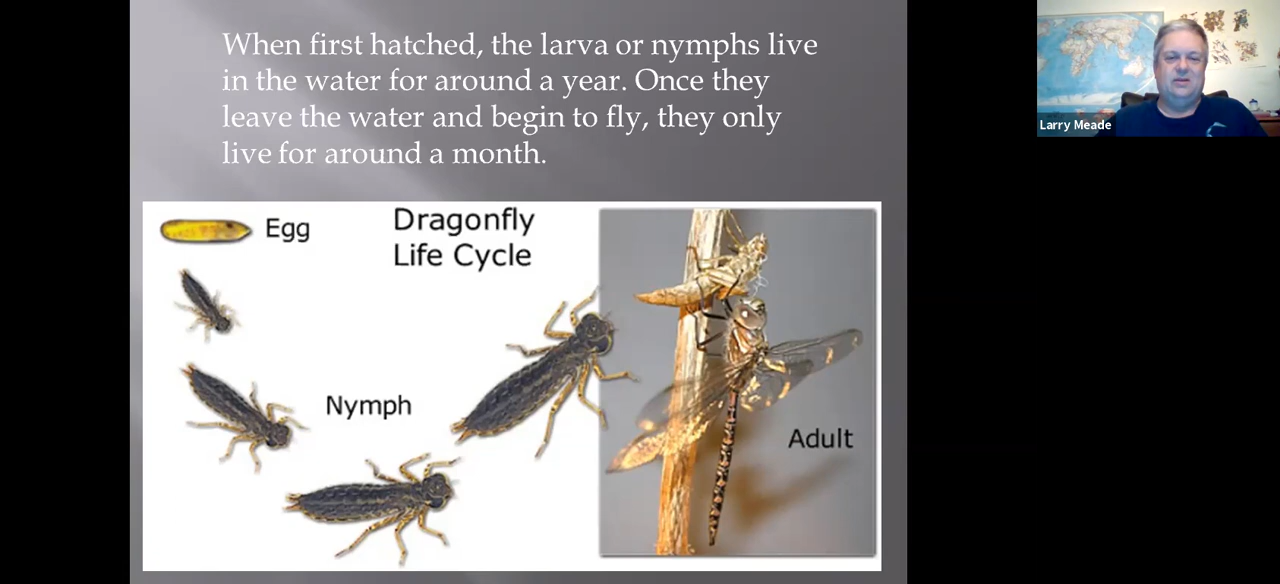 When first hatched, the larva or nymphs live
in the water for around a year. Once they
leave the water and begin to fly, they only
live for around a month.
Larry Meade
Egg
Dragonfly
Life Cycle
Nymph
Adult